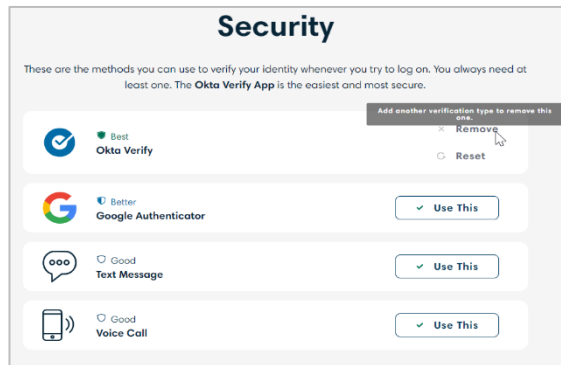 Security
These are the methods you can use to verify your identity whenever you try to log on. You always need at
least one. The Okta Verify App is the easiest and most secure.
Add another verification type to remove this
one.
Best
Okta Verify
Remove
Reset
Better
Google Authenticator
Use This
Good
Text Message
Use This
Good
Voice Call
Use This